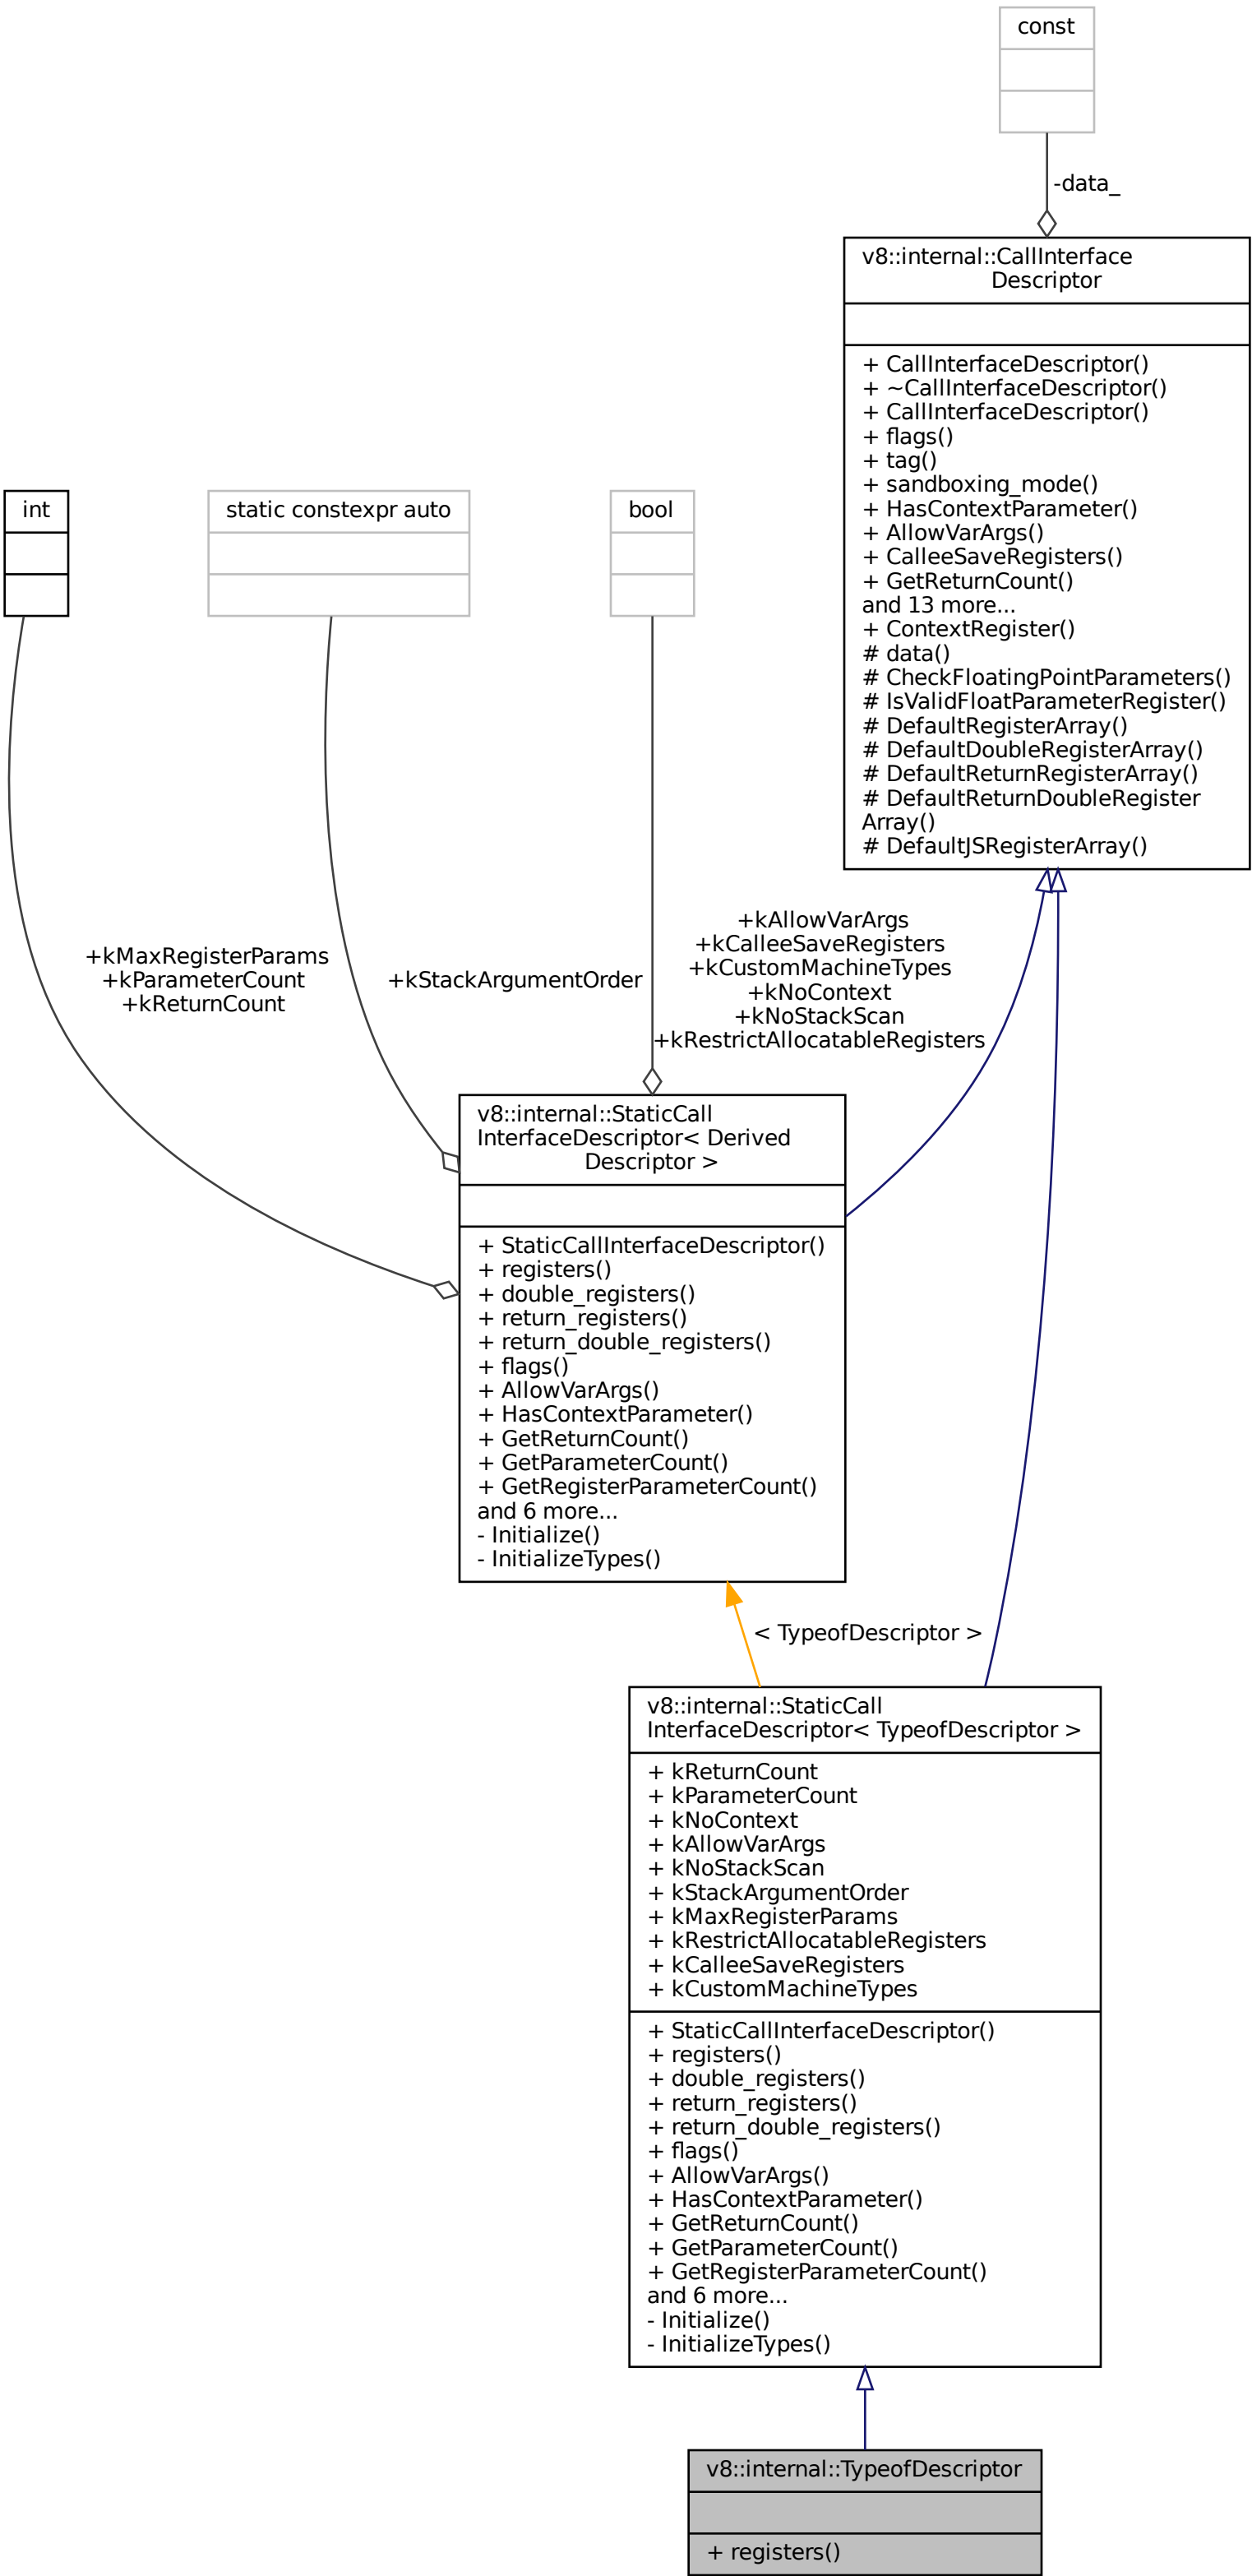 const
-data_
v8::internal::CallInterface
Descriptor
+ CallInterfaceDescriptor()
+ ~CallInterfaceDescriptor()
+ CallInterfaceDescriptor()
+ flags()
+ tag()
+ sandboxing_mode()
+ HasContextParameter()
+ AllowVarArgs()
+ CalleeSaveRegisters()
+ GetReturnCount()
and 13 more...
+ ContextRegister()
# data()
# CheckFloatingPointParameters()
# IsValidFloatParameterRegister()
# DefaultRegisterArray()
# DefaultDoubleRegisterArray()
# DefaultReturnRegisterArray()
# DefaultReturnDoubleRegister
Array()
# DefaultJSRegisterArray()
int
static constexpr auto
bool
+kMaxRegisterParams
+kParameterCount
+kReturnCount
+kStackArgumentOrder
+kAllowVarArgs
+kCalleeSaveRegisters
+kCustomMachineTypes
+kNoContext
+kNoStackScan
+kRestrictAllocatableRegisters
v8::internal::StaticCall
InterfaceDescriptor< Derived
Descriptor >
+ StaticCallInterfaceDescriptor()
+ registers()
+ double_registers()
+ return_registers()
+ return_double_registers()
+ flags()
+ AllowVarArgs()
+ HasContextParameter()
+ GetReturnCount()
+ GetParameterCount()
+ GetRegisterParameterCount()
and 6 more...
- Initialize()
- InitializeTypes()
< TypeofDescriptor >
v8::internal::StaticCall
InterfaceDescriptor< TypeofDescriptor >
+ kReturnCount
+ kParameterCount
+ kNoContext
+ kAllowVarArgs
+ kNoStackScan
+ kStackArgumentOrder
+ kMaxRegisterParams
+ kRestrictAllocatableRegisters
+ kCalleeSaveRegisters
+ kCustomMachineTypes
+ StaticCallInterfaceDescriptor()
+ registers()
+ double_registers()
+ return_registers()
+ return_double_registers()
+ flags()
+ AllowVarArgs()
+ HasContextParameter()
+ GetReturnCount()
+ GetParameterCount()
+ GetRegisterParameterCount()
and 6 more...
- Initialize()
- InitializeTypes()
v8::internal::TypeofDescriptor
+ registers()